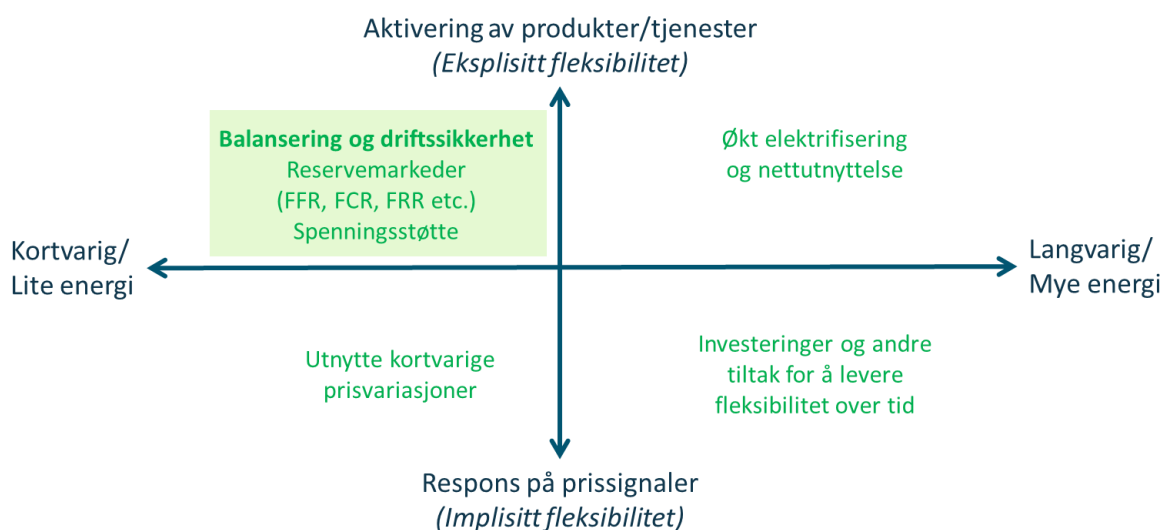 Aktivering av produkter/tjenester
(Eksplisitt fleksibilitet)
Balansering og driftssikkerhet
Reservemarkeder
(FFR, FCR, FRR etc.)
Spenningsstøtte
Økt elektrifisering
og nettutnyttelse
Kortvarig/
Lite energi
Langvarig/
Mye energi
Utnytte kortvarige
prisvariasjoner
Investeringer og andre
tiltak for å levere
fleksibilitet over tid
Respons på prissignaler
(Implisitt fleksibilitet)